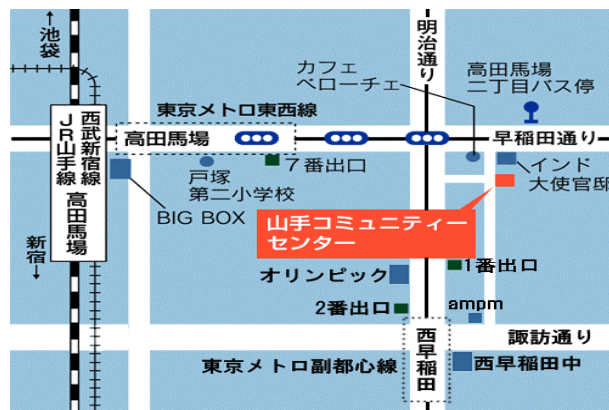 ↑
池袋
西武新宿線
JR山手線
高田馬場
新宿
↓
東京メトロ東西線
高田馬場
戸塚
第二小学校
7番出口
BIG BOX
明治通り
カフェ
ベローチェ
高田馬場
二丁目バス停
早稲田通り
インド
大使官邸
山手コミュニティー
センター
オリンピック
1番出口
2番出口
ampm
諏訪通り
西早稲田
東京メトロ副都心線
西早稲田中